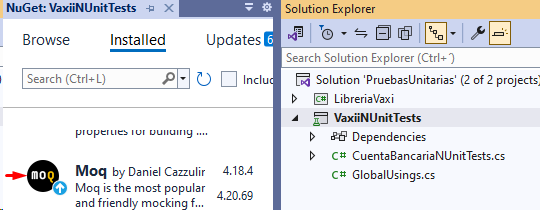 NuGet: VaxiiNUnitTests
Browse
Installed
Updates
6
Search (Ctrl+L)
Includ
properties for building ....
moq
Moq by Daniel Cazzulir
4.18.4
Moq is the most popular
4.20.69
and friendly mocking f...
Solution Explorer
Search Solution Explorer (Ctrl+´)
Solution 'PruebasUnitarias' (2 of 2 projects)
LibreriaVaxi
VaxiiNUnitTests
Dependencies
C# CuentaBancariaNUnitTests.cs
C# GlobalUsings.cs